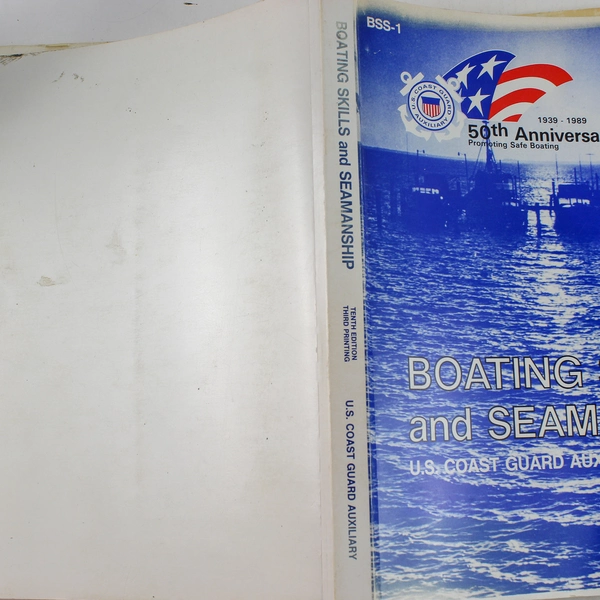 BOATING SKILLS and SEAMANSHIP
TENTH EDITION
THIRD PRINTING
U.S. COAST GUARD AUXILIARY
BSS-1
U.S. COAST GUARD
AUXILIARY
1939 - 1989
50th Anniversa
Promoting Safe Boating
BOATING
and SEAM
U.S. COAST GUARD AUX